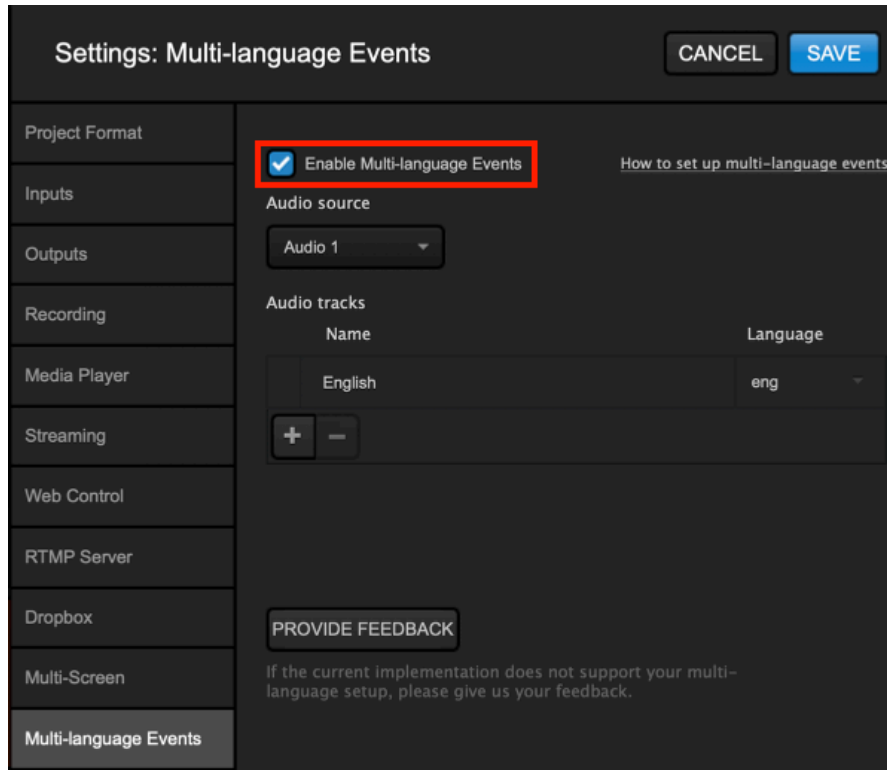 Settings: Multi-language Events
CANCEL
SAVE
Project Format
Inputs
Outputs
Recording
Media Player
Streaming
Web Control
RTMP Server
Dropbox
Multi-Screen
Multi-language Events
Enable Multi-language Events
How to set up multi-language events
Audio source
Audio 1
Audio tracks
Name
Language
English
eng
+
−
PROVIDE FEEDBACK
If the current implementation does not support your multi-
language setup, please give us your feedback.